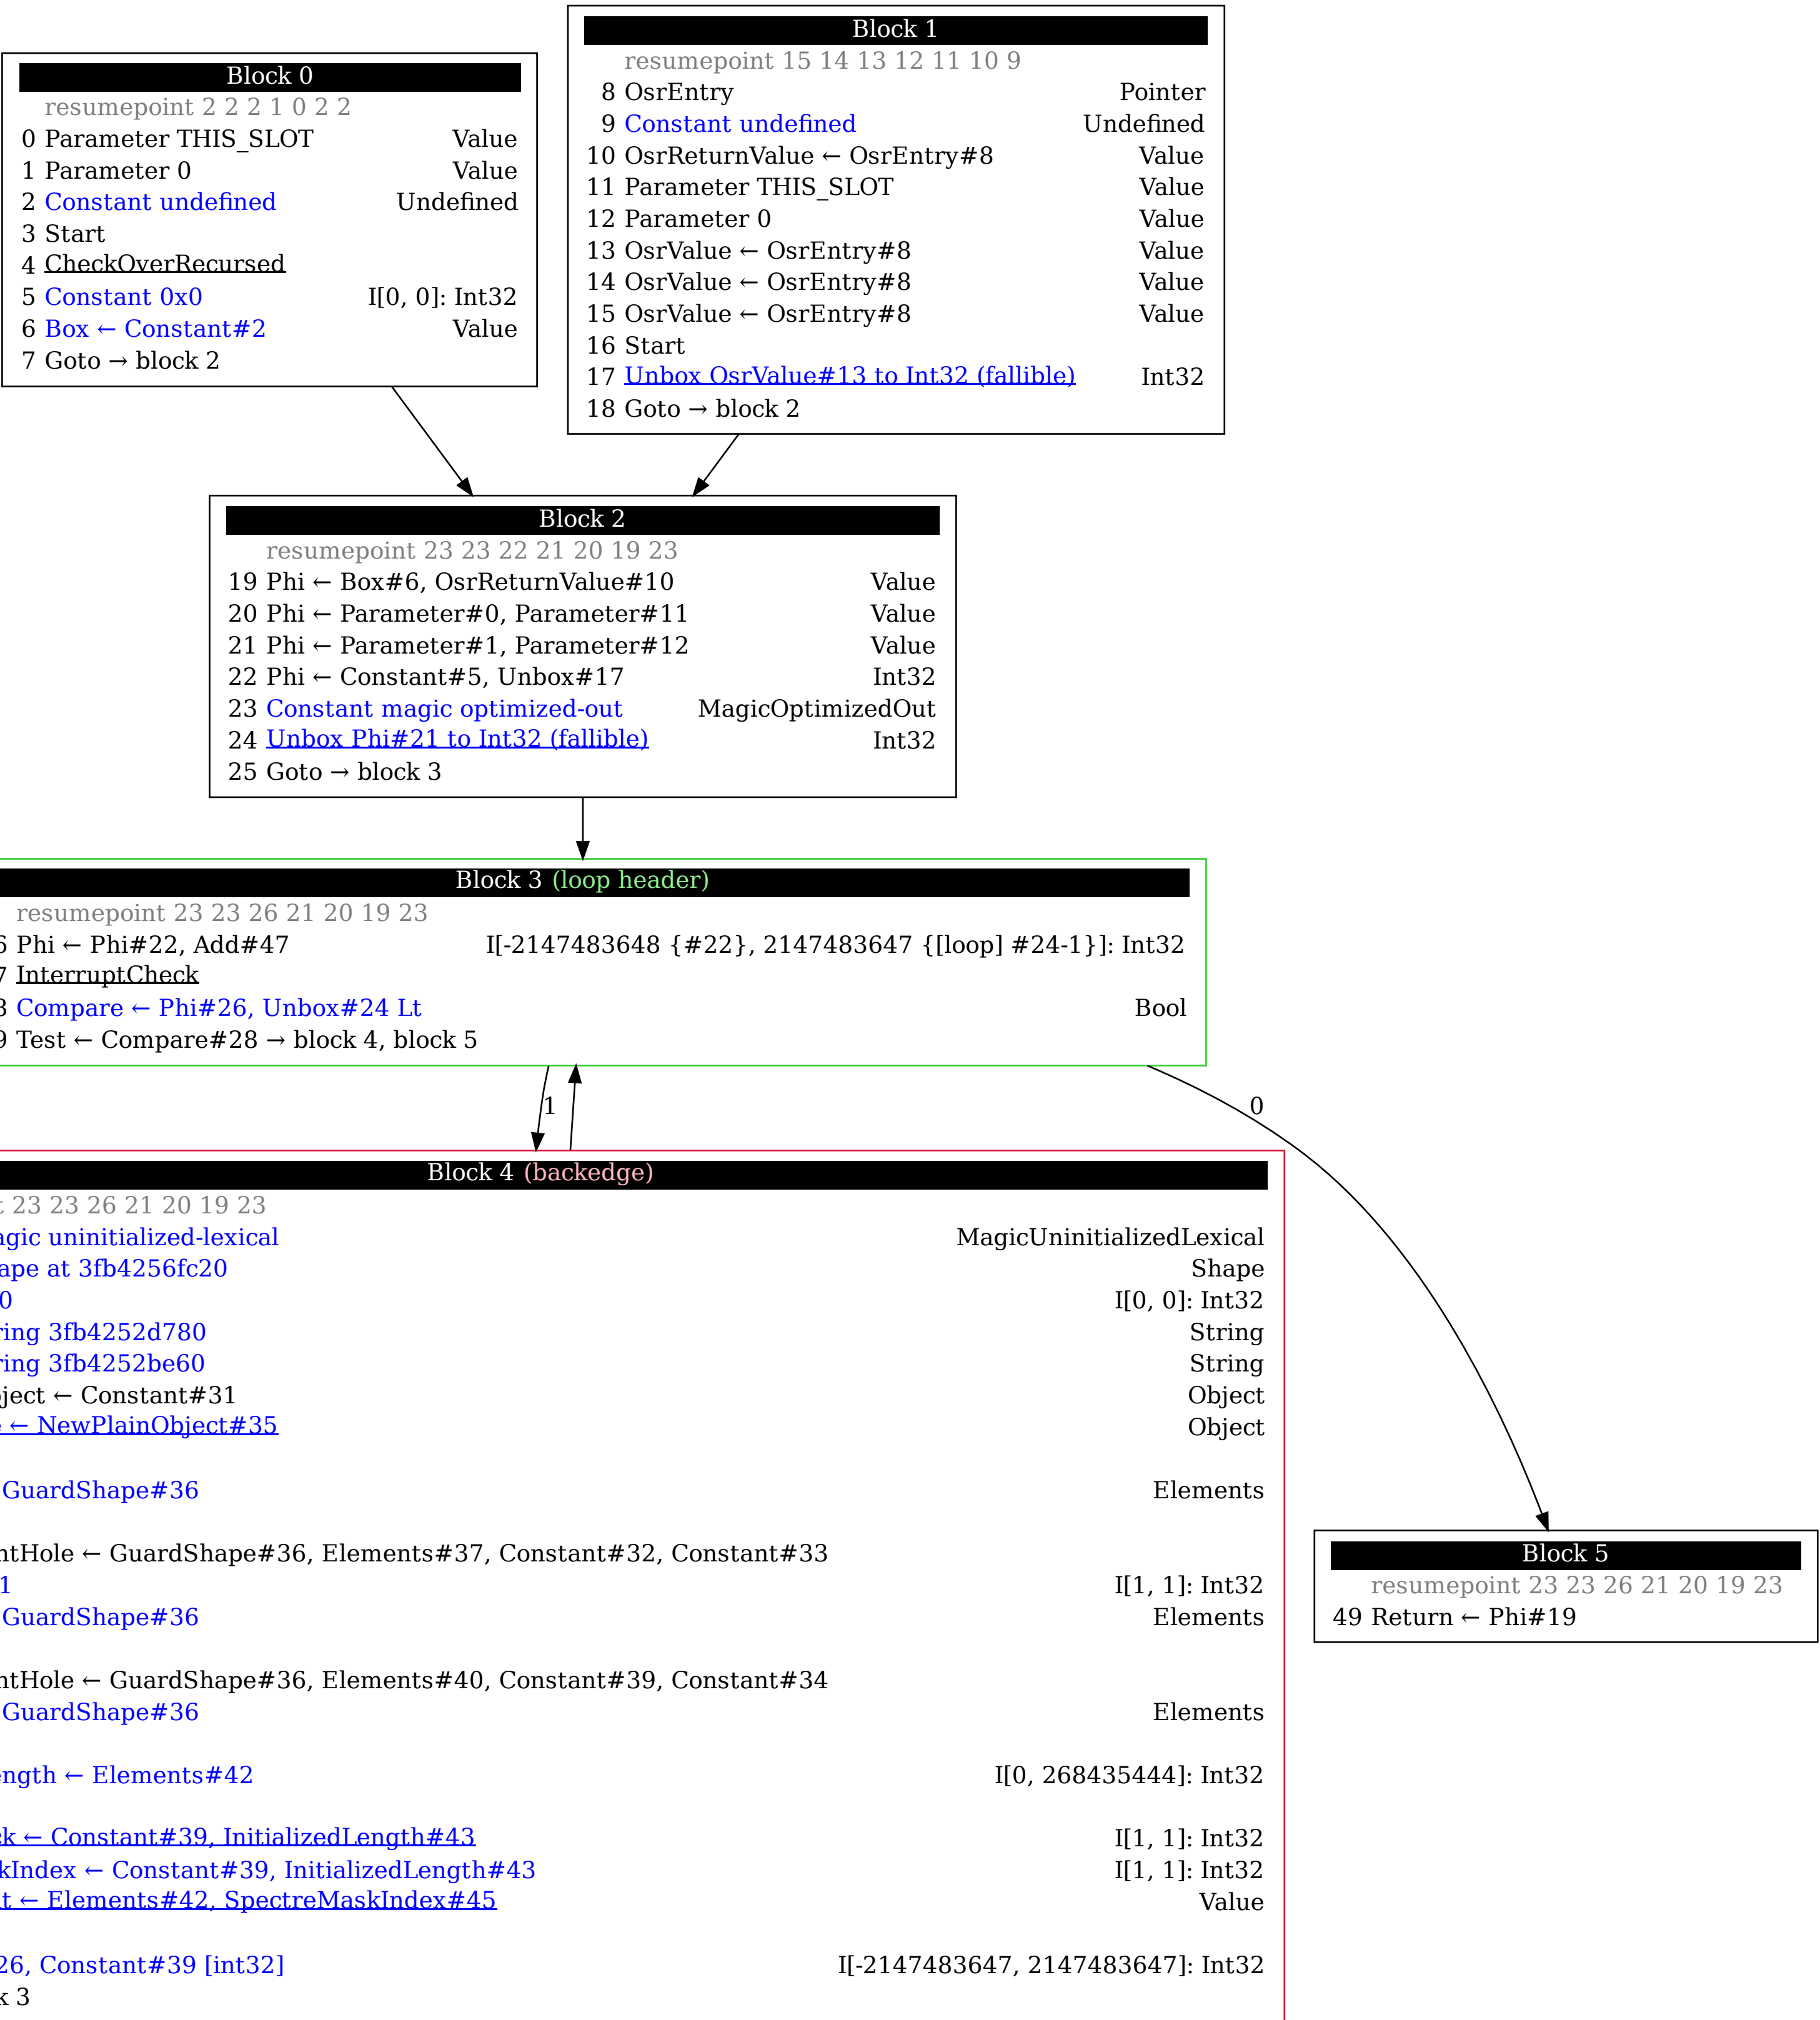 Block 0
resumepoint 2 2 2 1 0 2 2
0 Parameter THIS_SLOT Value
1 Parameter 0 Value
2 Constant undefined Undefined
3 Start
4 CheckOverRecursed
5 Constant 0x0 I[0, 0]: Int32
6 Box ← Constant#2 Value
7 Goto → block 2
Block 1
resumepoint 15 14 13 12 11 10 9
8 OsrEntry Pointer
9 Constant undefined Undefined
10 OsrReturnValue ← OsrEntry#8 Value
11 Parameter THIS_SLOT Value
12 Parameter 0 Value
13 OsrValue ← OsrEntry#8 Value
14 OsrValue ← OsrEntry#8 Value
15 OsrValue ← OsrEntry#8 Value
16 Start
17 Unbox OsrValue#13 to Int32 (fallible) Int32
18 Goto → block 2
Block 2
resumepoint 23 23 22 21 20 19 23
19 Phi ← Box#6, OsrReturnValue#10 Value
20 Phi ← Parameter#0, Parameter#11 Value
21 Phi ← Parameter#1, Parameter#12 Value
22 Phi ← Constant#5, Unbox#17 Int32
23 Constant magic optimized-out MagicOptimizedOut
24 Unbox Phi#21 to Int32 (fallible) Int32
25 Goto → block 3
Block 3 (loop header)
resumepoint 23 23 26 21 20 19 23
6 Phi ← Phi#22, Add#47 I[-2147483648 {#22}, 2147483647 {[loop] #24-1}]: Int32
7 InterruptCheck
8 Compare ← Phi#26, Unbox#24 Lt Bool
9 Test ← Compare#28 → block 4, block 5
1
0
Block 4 (backedge)
t 23 23 26 21 20 19 23
agic uninitialized-lexical MagicUninitializedLexical
ape at 3fb4256fc20 Shape
0 I[0, 0]: Int32
ring 3fb4252d780 String
ring 3fb4252be60 String
ject ← Constant#31 Object
e ← NewPlainObject#35 Object
GuardShape#36 Elements
ntHole ← GuardShape#36, Elements#37, Constant#32, Constant#33
1 I[1, 1]: Int32
GuardShape#36 Elements
ntHole ← GuardShape#36, Elements#40, Constant#39, Constant#34
GuardShape#36 Elements
ength ← Elements#42 I[0, 268435444]: Int32
ck ← Constant#39, InitializedLength#43 I[1, 1]: Int32
kIndex ← Constant#39, InitializedLength#43 I[1, 1]: Int32
t ← Elements#42, SpectreMaskIndex#45 Value
26, Constant#39 [int32] I[-2147483647, 2147483647]: Int32
k 3
Block 5
resumepoint 23 23 26 21 20 19 23
49 Return ← Phi#19